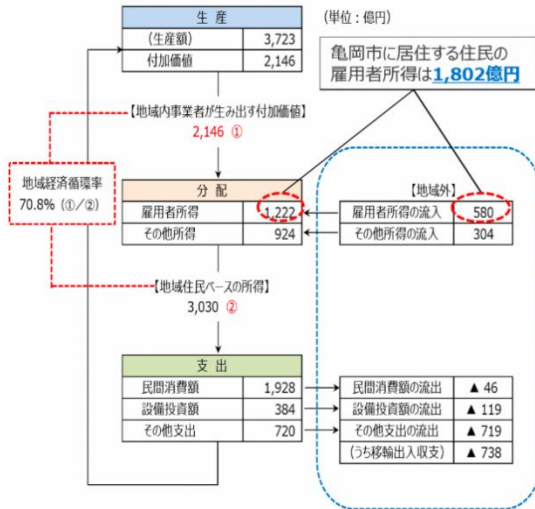 生産
(単位：億円)
(生産額) 3,723
付加価値 2,146
亀岡市に居住する住民の
雇用者所得は1,802億円
【地域内事業者が生み出す付加価値】
2,146 ①
地域経済循環率
70.8% (①／②)
分配
雇用者所得 1,222
その他所得 924
【地域外】
雇用者所得の流入 580
その他所得の流入 304
【地域住民ベースの所得】
3,030 ②
支出
民間消費額 1,928
設備投資額 384
その他支出 720
民間消費額の流出 ▲ 46
設備投資額の流出 ▲ 119
その他支出の流出 ▲ 719
(うち移輸出入収支) ▲ 738